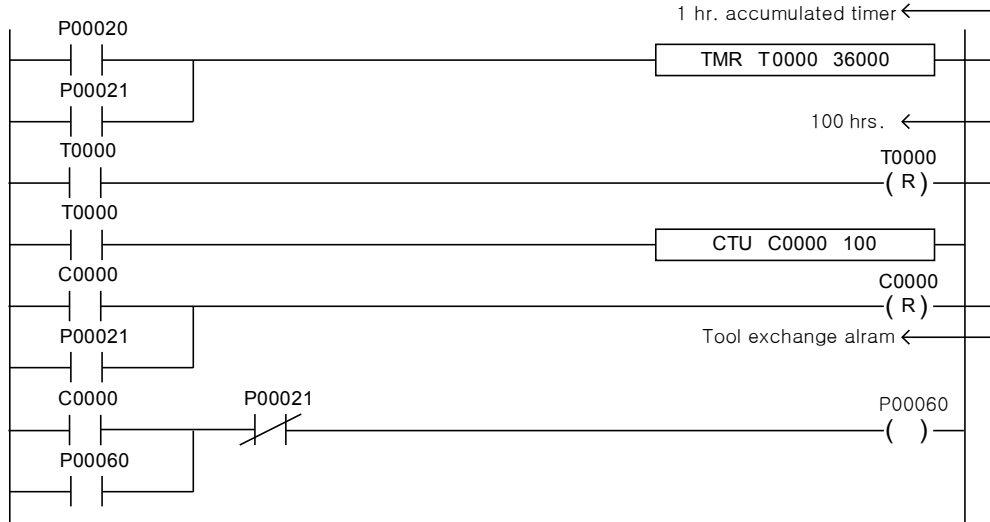 1 hr. accumulated timer
P00020
TMR T0000 36000
P00021
100 hrs.
T0000
T0000
( R )
T0000
CTU C0000 100
C0000
C0000
( R )
P00021
Tool exchange alram
C0000
P00021
P00060
( )
P00060